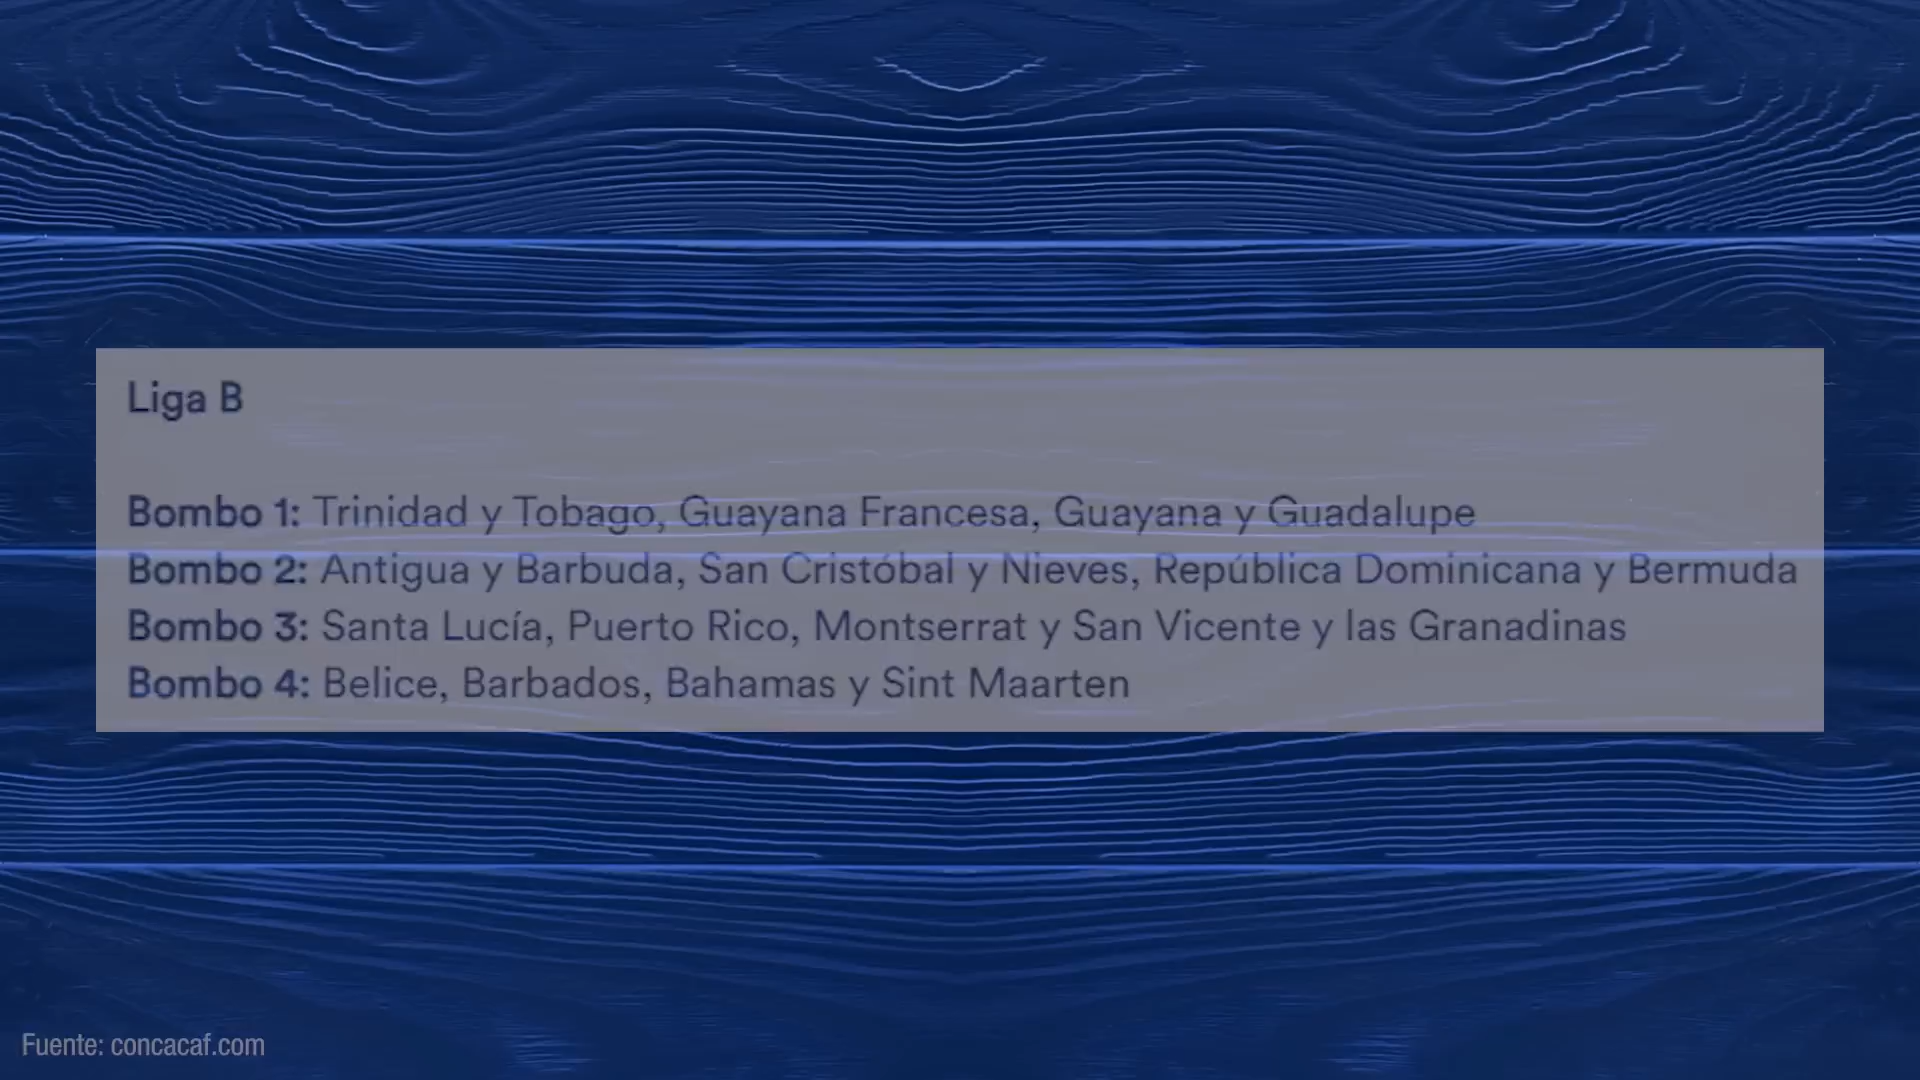 Liga B
Bombo 1: Trinidad y Tobago, Guayana Francesa, Guayana y Guadalupe
Bombo 2: Antigua y Barbuda, San Cristóbal y Nieves, República Dominicana y Bermuda
Bombo 3: Santa Lucía, Puerto Rico, Montserrat y San Vicente y las Granadinas
Bombo 4: Belice, Barbados, Bahamas y Sint Maarten
Fuente: concacaf.com